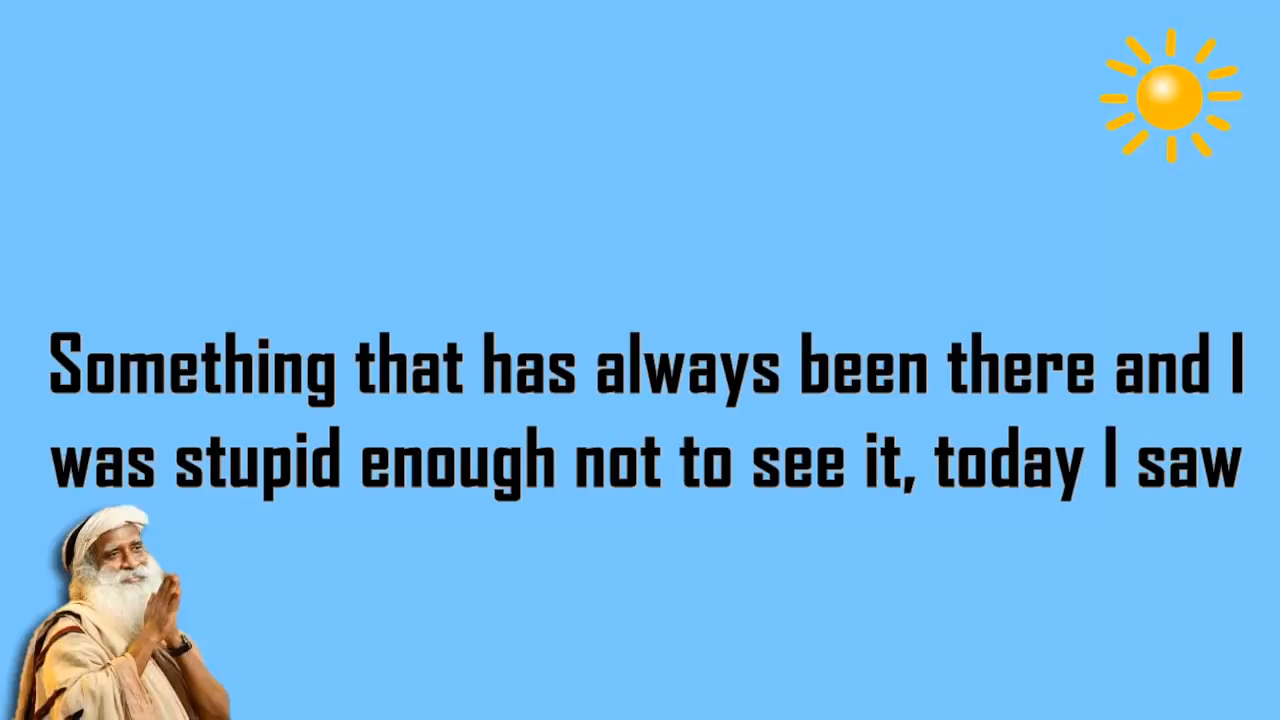 Something that has always been there and I
was stupid enough not to see it, today I saw